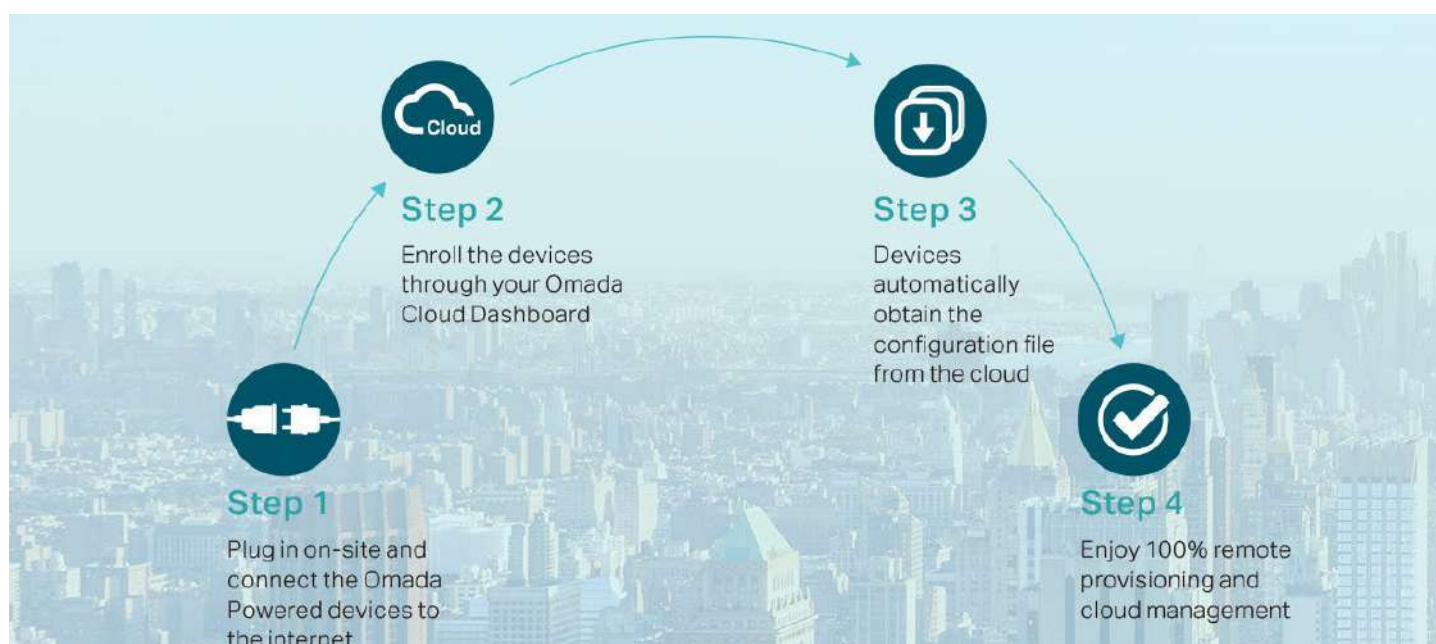 Cloud
Step 2
Enroll the devices
through your Omada
Cloud Dashboard
Step 3
Devices
automatically
obtain the
configuration file
from the cloud
Step 1
Plug in on-site and
connect the Omada
Powered devices to
the internet
Step 4
Enjoy 100% remote
provisioning and
cloud management